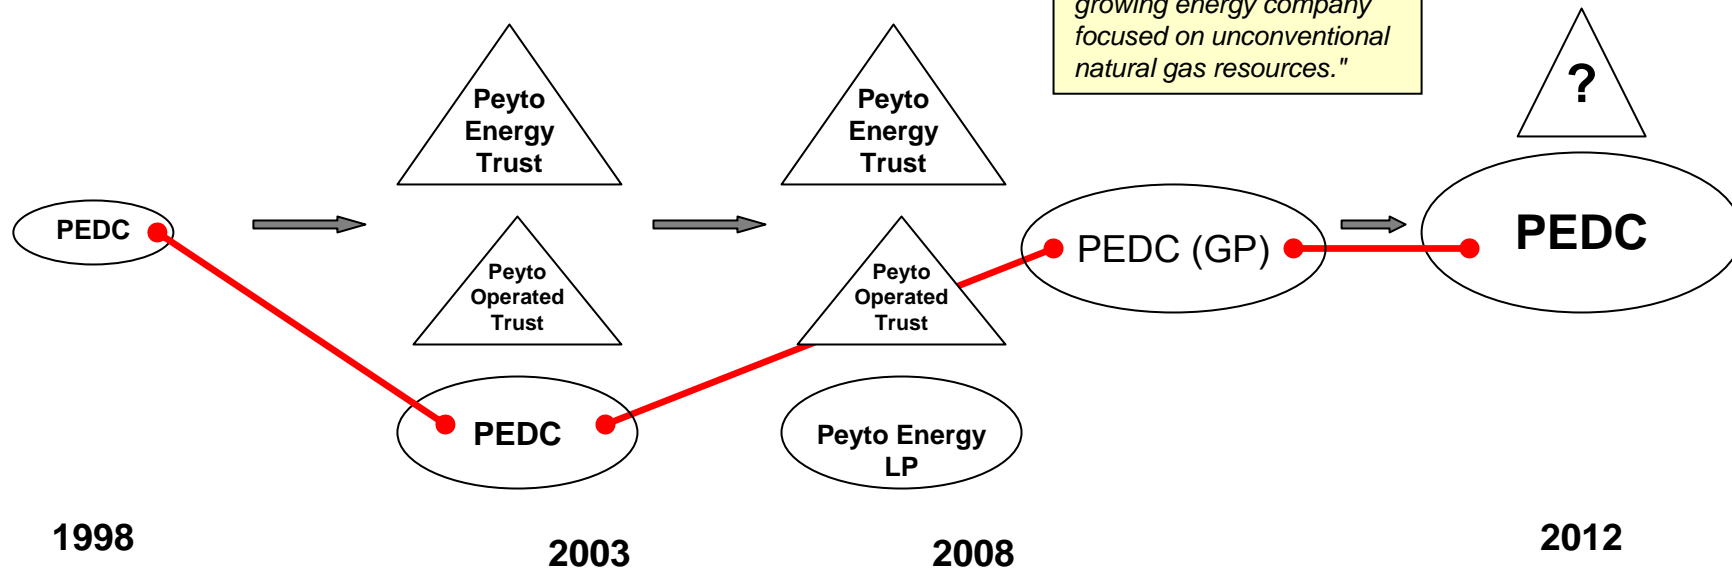 growing energy company
focused on unconventional
natural gas resources."
?
Peyto
Energy
Trust
Peyto
Energy
Trust
PEDC
PEDC (GP)
PEDC
Peyto
Operated
Trust
Peyto
Operated
Trust
PEDC
Peyto Energy
LP
1998
2003
2008
2012